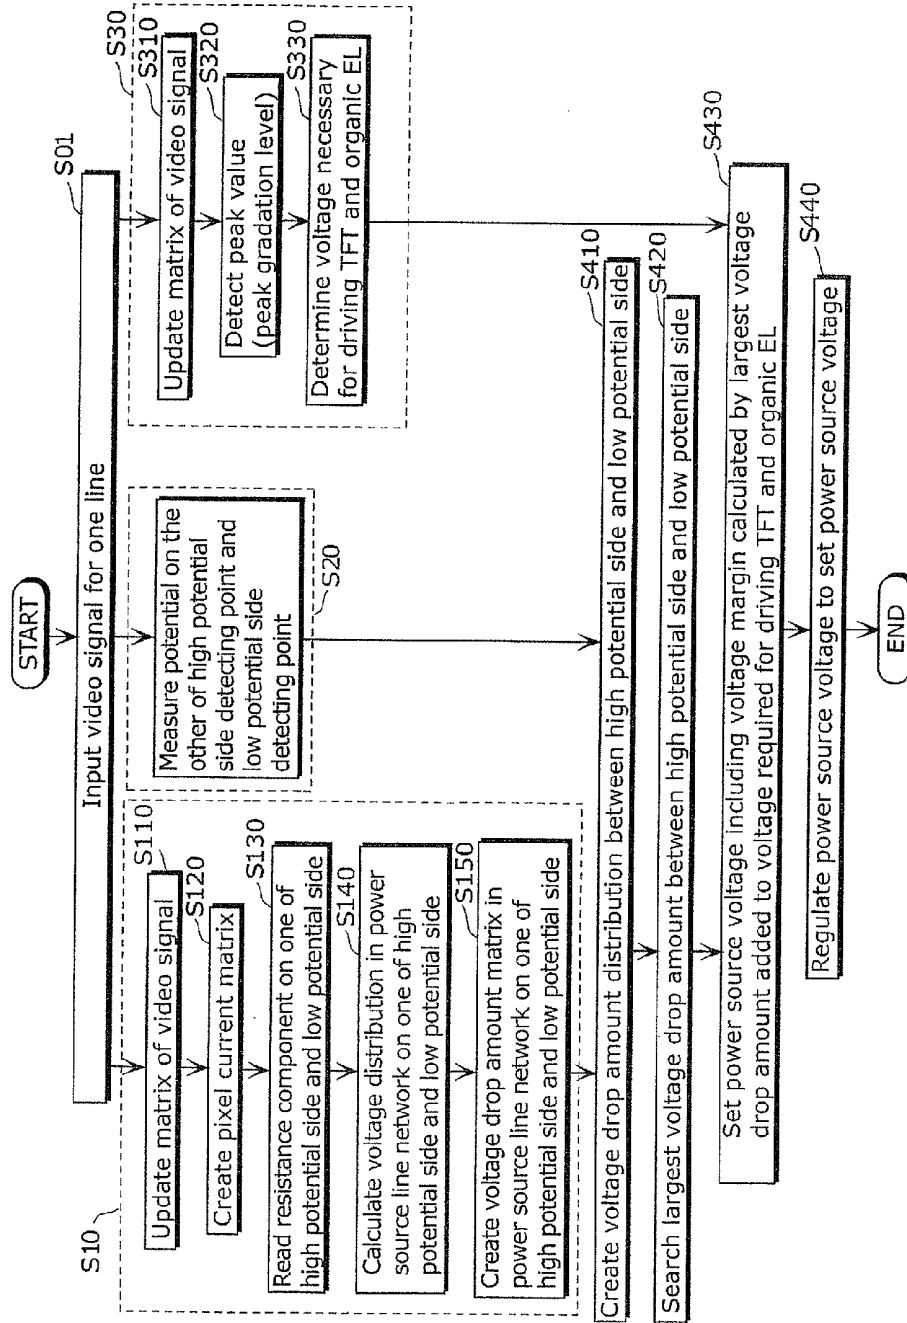 START
S01
Input video signal for one line
S10
S110
Update matrix of video signal
S120
Create pixel current matrix
S130
Read resistance component on one of
high potential side and low potential side
S140
Calculate voltage distribution in power
source line network on one of high
potential side and low potential side
S150
Create voltage drop amount matrix in
power source line network on one of
high potential side and low potential side
Measure potential on the
other of high potential
side detecting point and
low potential side
detecting point
S20
S30
S310
Update matrix of video signal
S320
Detect peak value
(peak gradation level)
S330
Determine voltage necessary
for driving TFT and organic EL
S410
Create voltage drop amount distribution between high potential side and low potential side
S420
Search largest voltage drop amount between high potential side and low potential side
S430
Set power source voltage including voltage margin calculated by largest voltage
drop amount added to voltage required for driving TFT and organic EL
S440
Regulate power source voltage to set power source voltage
END